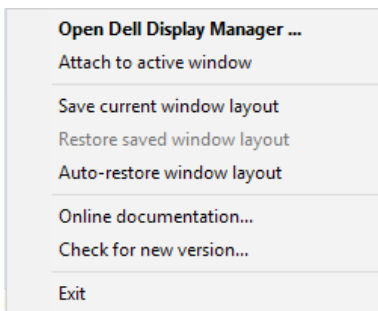 Open Dell Display Manager ...
Attach to active window
Save current window layout
Restore saved window layout
Auto-restore window layout
Online documentation...
Check for new version...
Exit